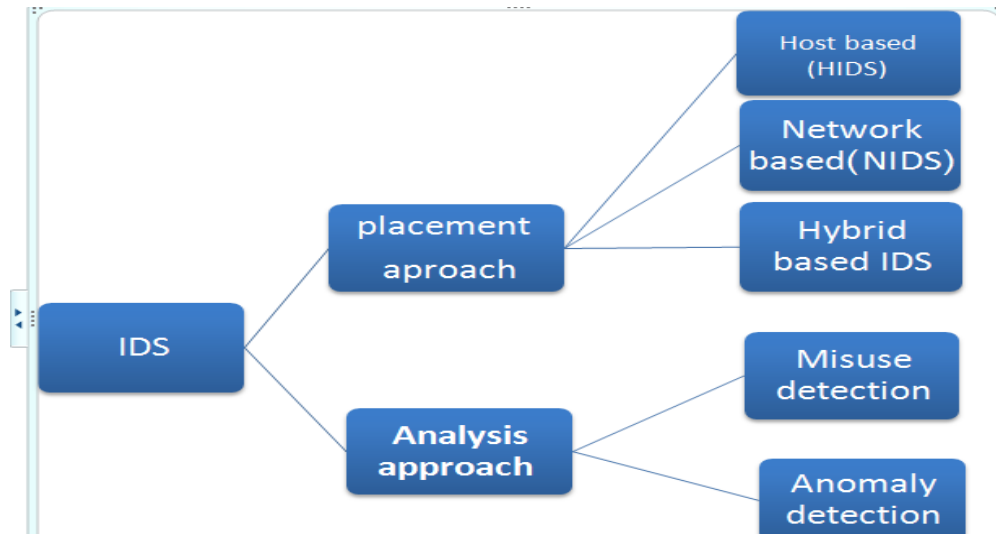 Host based
(HIDS)
Network
based(NIDS)
placement
aproach
Hybrid
based IDS
IDS
Misuse
detection
Analysis
approach
Anomaly
detection